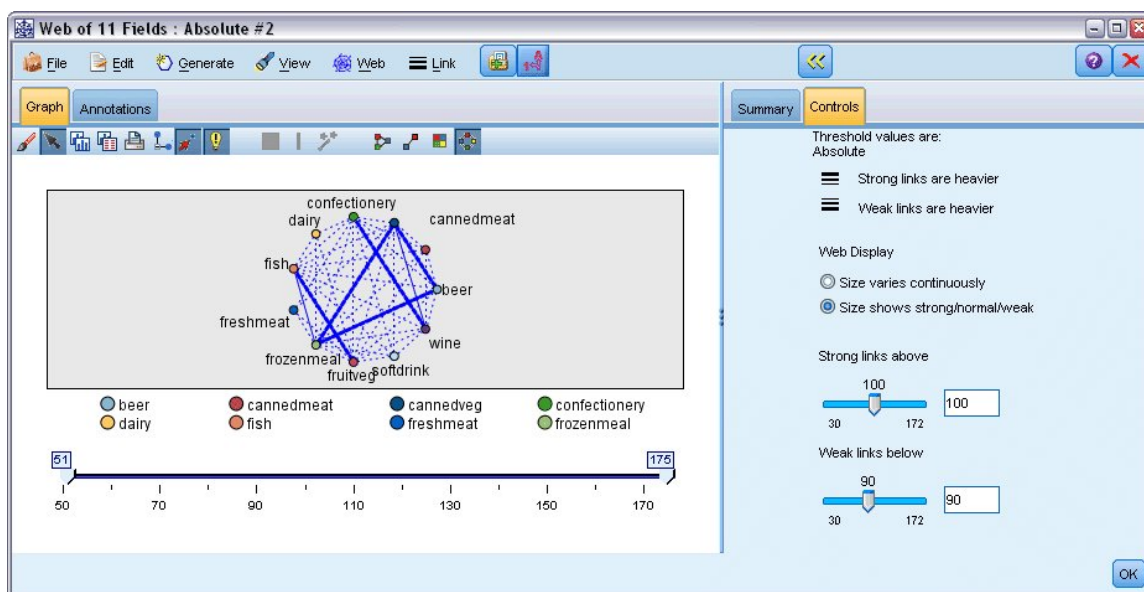 Web of 11 Fields : Absolute #2
File Edit Generate View Web Link
Graph Annotations
Summary Controls
Threshold values are:
Absolute
Strong links are heavier
Weak links are heavier
Web Display
Size varies continuously
Size shows strong/normal/weak
Strong links above
100
100
30 172
Weak links below
90
90
30 172
confectionery
dairy
cannedmeat
fish
beer
freshmeat
wine
frozenmeal
softdrink
fruitveg
beer cannedmeat cannedveg confectionery
dairy fish freshmeat frozenmeal
51 175
50 70 90 110 130 150 170
OK